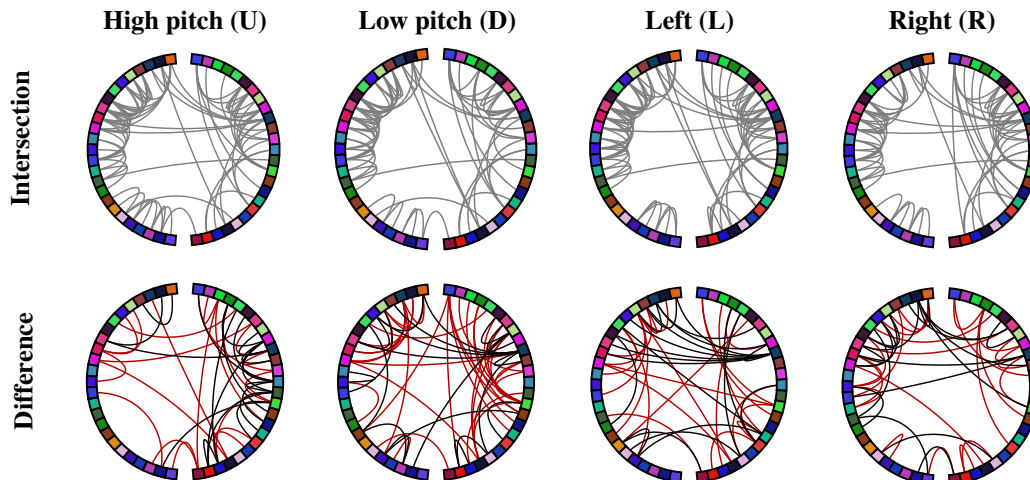 High pitch (U)
Low pitch (D)
Left (L)
Right (R)
Intersection
Difference